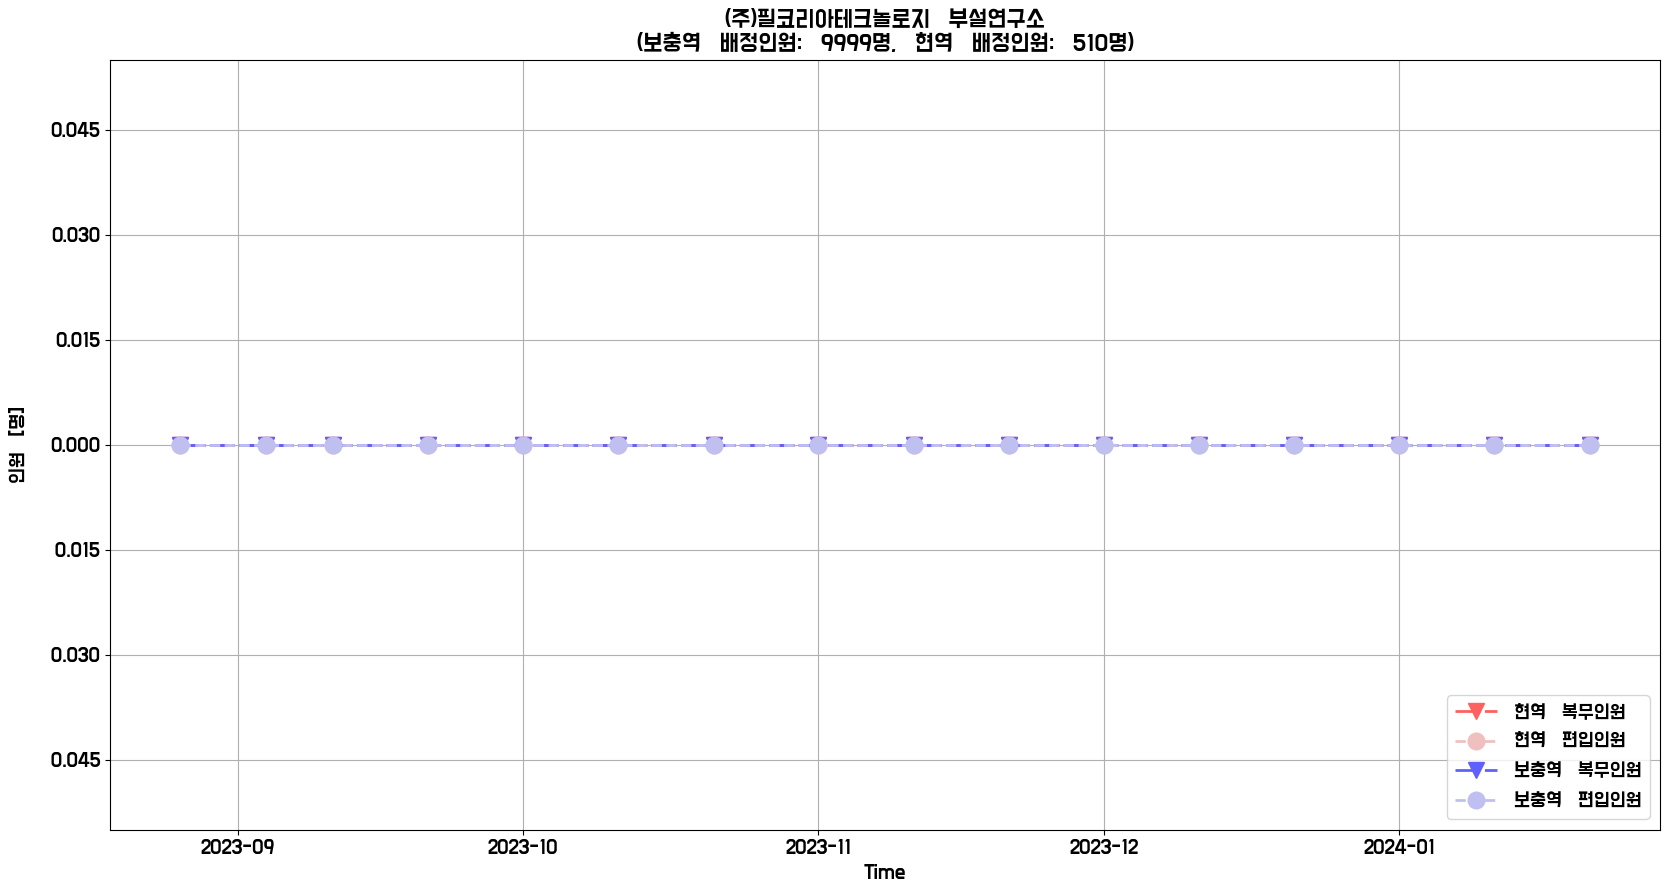 (주)필코리아테크놀로지 부설연구소
(보충역 배정인원: 9999명, 현역 배정인원: 510명)
0.045
0.030
0.015
0.000
0.015
0.030
0.045
인원 [명]
2023-09
2023-10
2023-11
2023-12
2024-01
Time
현역 복무인원
현역 편입인원
보충역 복무인원
보충역 편입인원